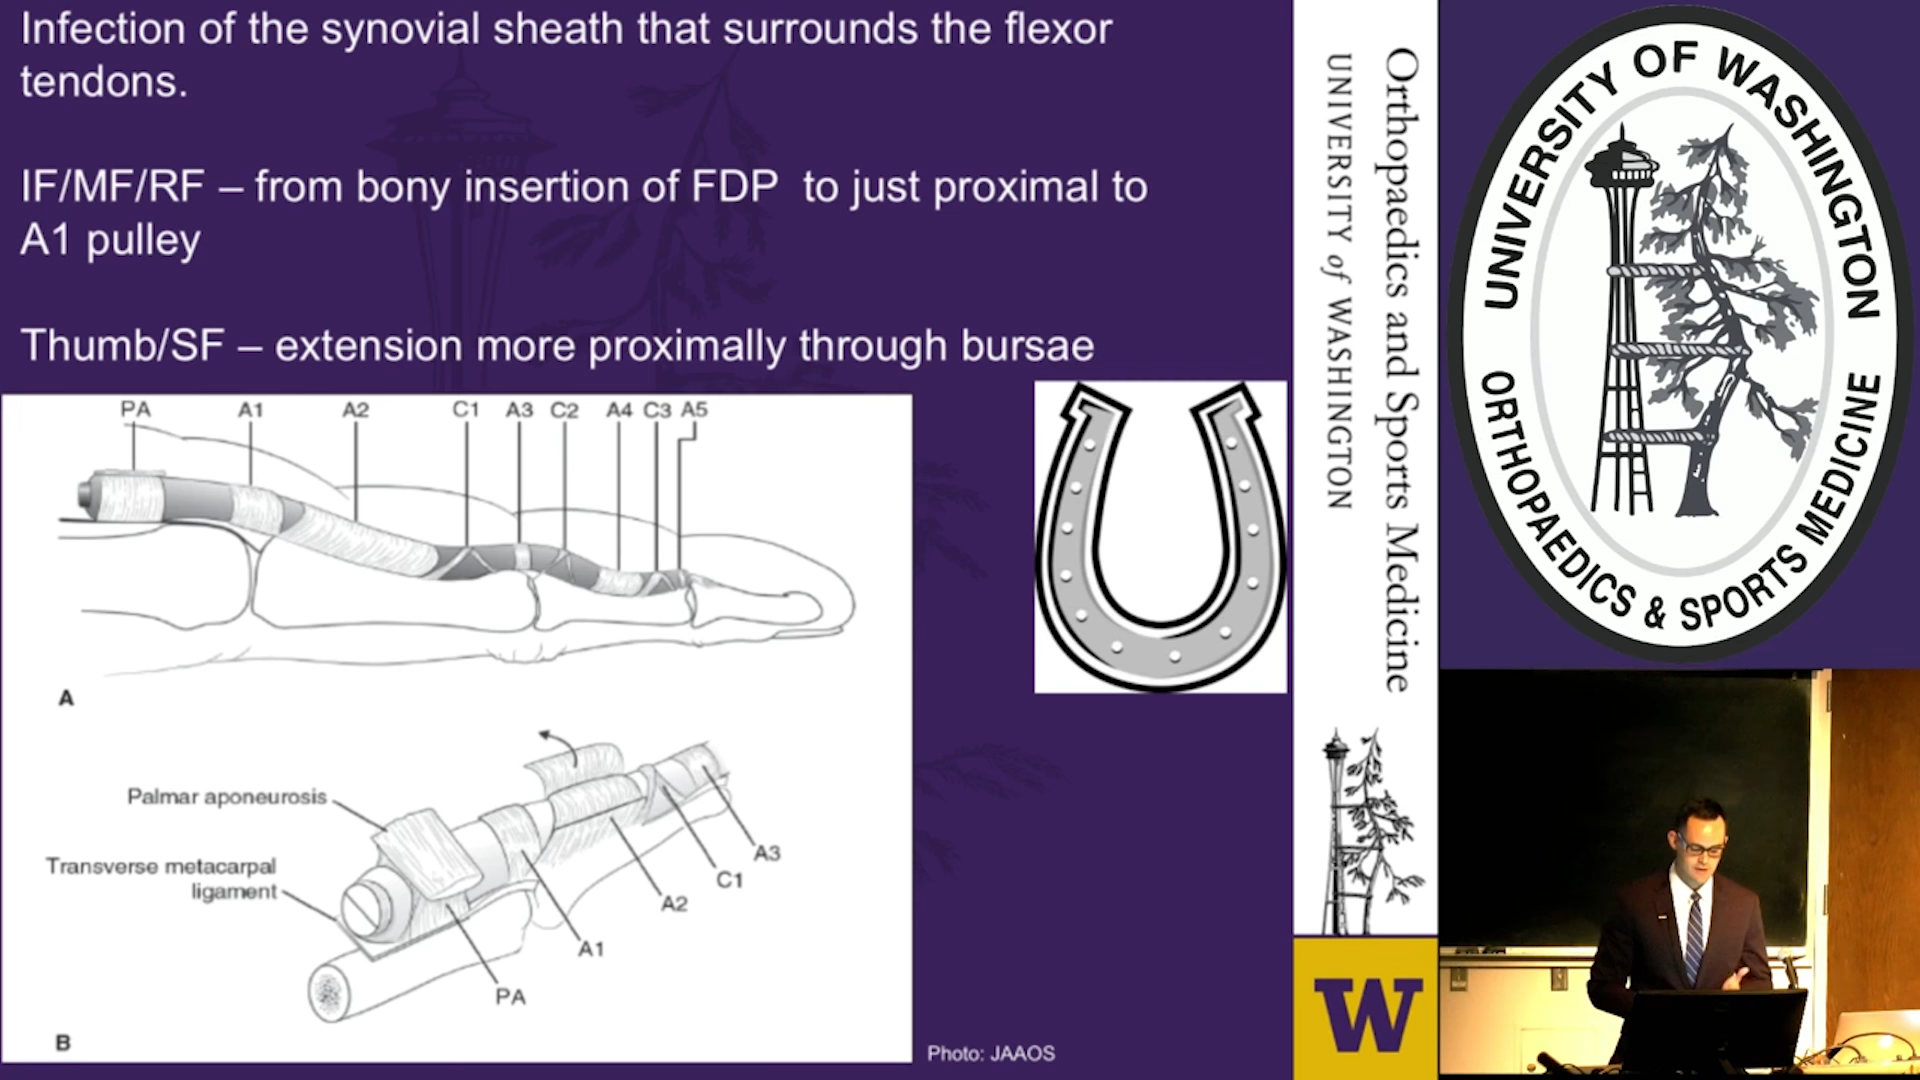 Infection of the synovial sheath that surrounds the flexor
tendons.
IF/MF/RF – from bony insertion of FDP to just proximal to
A1 pulley
Thumb/SF – extension more proximally through bursae
PA A1 A2 C1 A3 C2 A4 C3 A5
A
Palmar aponeurosis
Transverse metacarpal
ligament
A3
C1
A2
A1
PA
B
Photo: JAAOS
Orthopaedics and Sports Medicine
UNIVERSITY of WASHINGTON
W
UNIVERSITY OF WASHINGTON
ORTHOPAEDICS & SPORTS MEDICINE